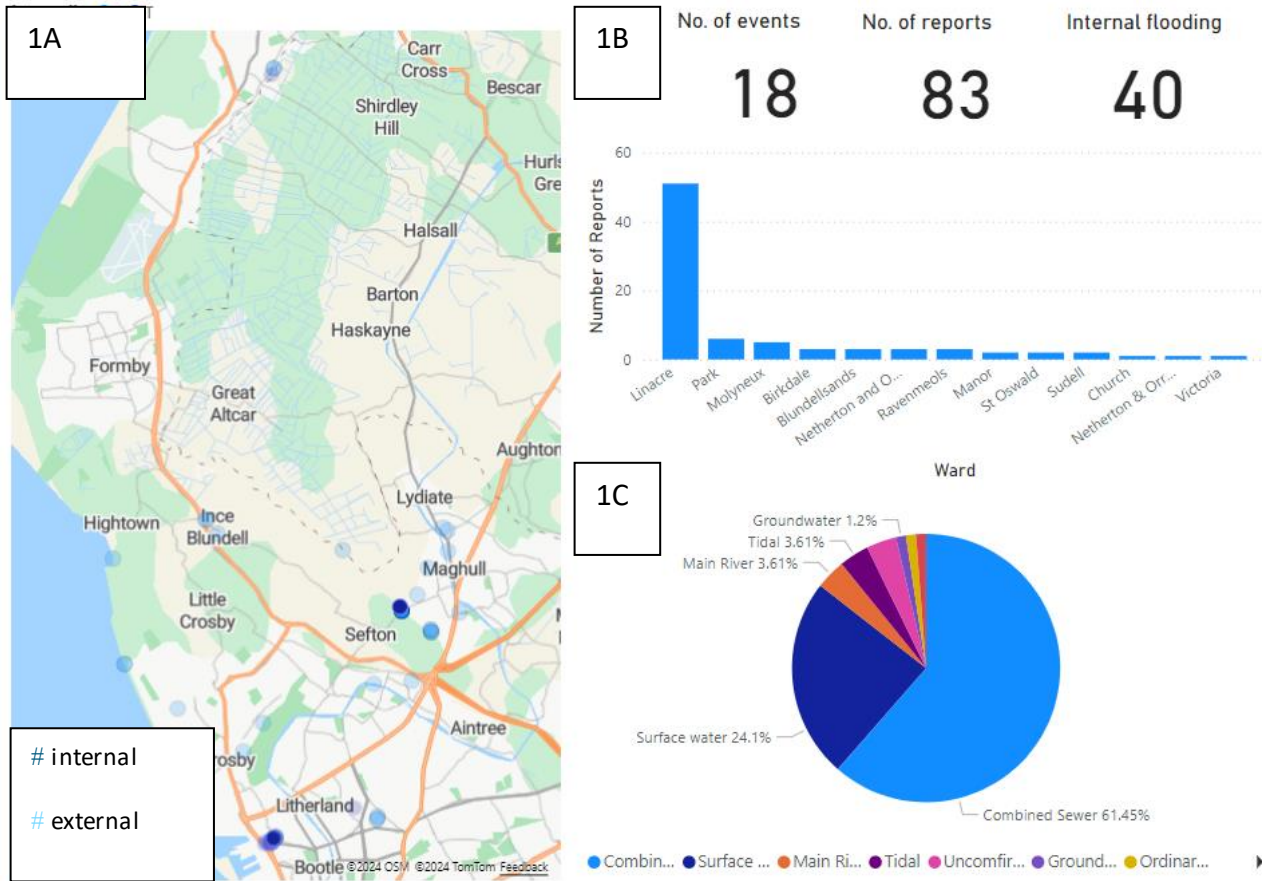 1A
Carr
Cross
Bescar
Shirdley
Hill
Hurls
Gre
Halsall
Barton
Haskayne
Formby
Great
Altcar
Aughton
Lydiate
Hightown
Ince
Blundell
Maghull
Little
Crosby
Sefton
Aintree
rosby
Litherland
Bootle
©2024 OSM ©2024 TomTom Feedback
# internal
# external
1B
No. of events
No. of reports
Internal flooding
18
83
40
Number of Reports
60
40
20
0
Linacre
Park
Molyneux
Birkdale
Blundellsands
Netherton and O...
Ravenmeols
Manor
St Oswald
Sudell
Church
Netherton & Orr...
Victoria
Ward
1C
Groundwater 1.2%
Tidal 3.61%
Main River 3.61%
Surface water 24.1%
Combined Sewer 61.45%
Combin...
Surface ...
Main Ri...
Tidal
Uncomfir...
Ground...
Ordinar...